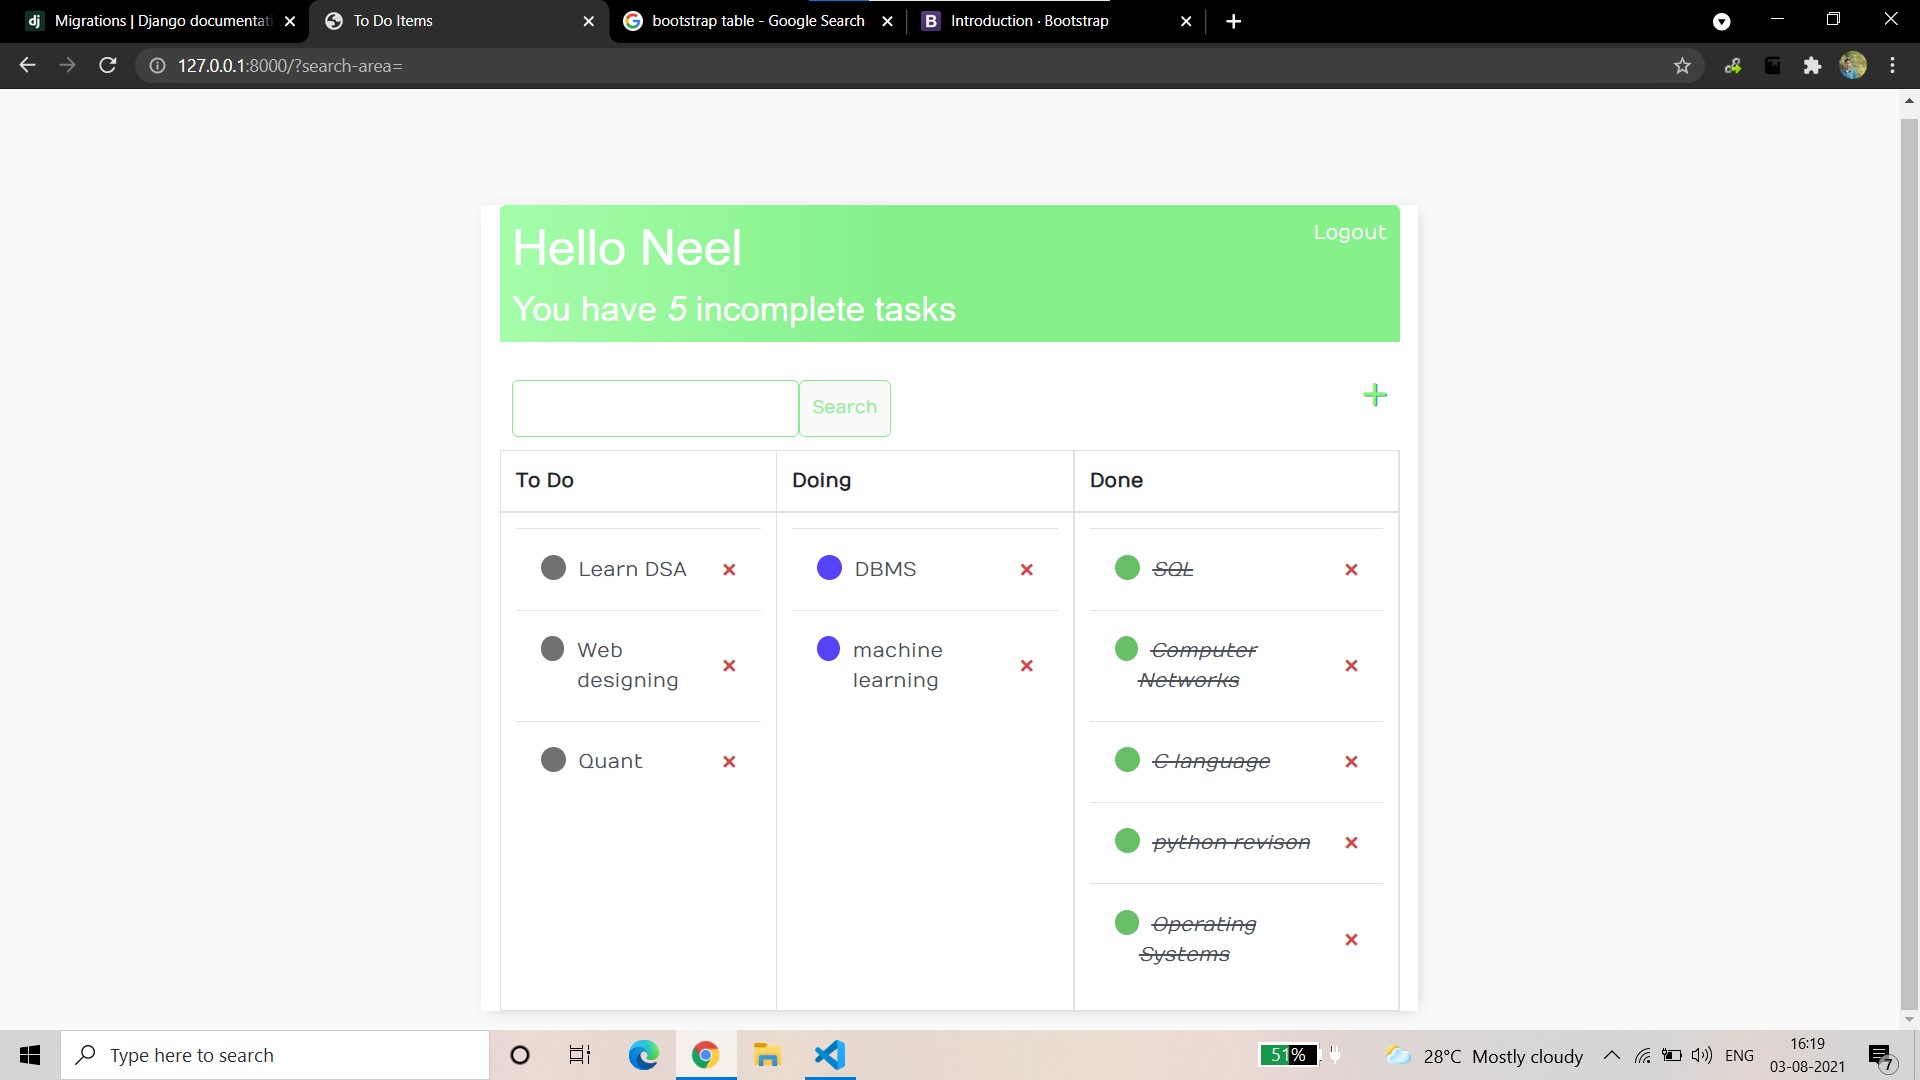 Migrations | Django documentati
To Do Items
bootstrap table - Google Search
Introduction · Bootstrap
127.0.0.1:8000/?search-area=
Hello Neel
Logout
You have 5 incomplete tasks
Search
To Do
Doing
Done
Learn DSA
DBMS
SQL
Web
designing
machine
learning
Computer
Networks
Quant
C language
python revison
Operating
Systems
Type here to search
51%
28°C Mostly cloudy
ENG
16:19
03-08-2021
7